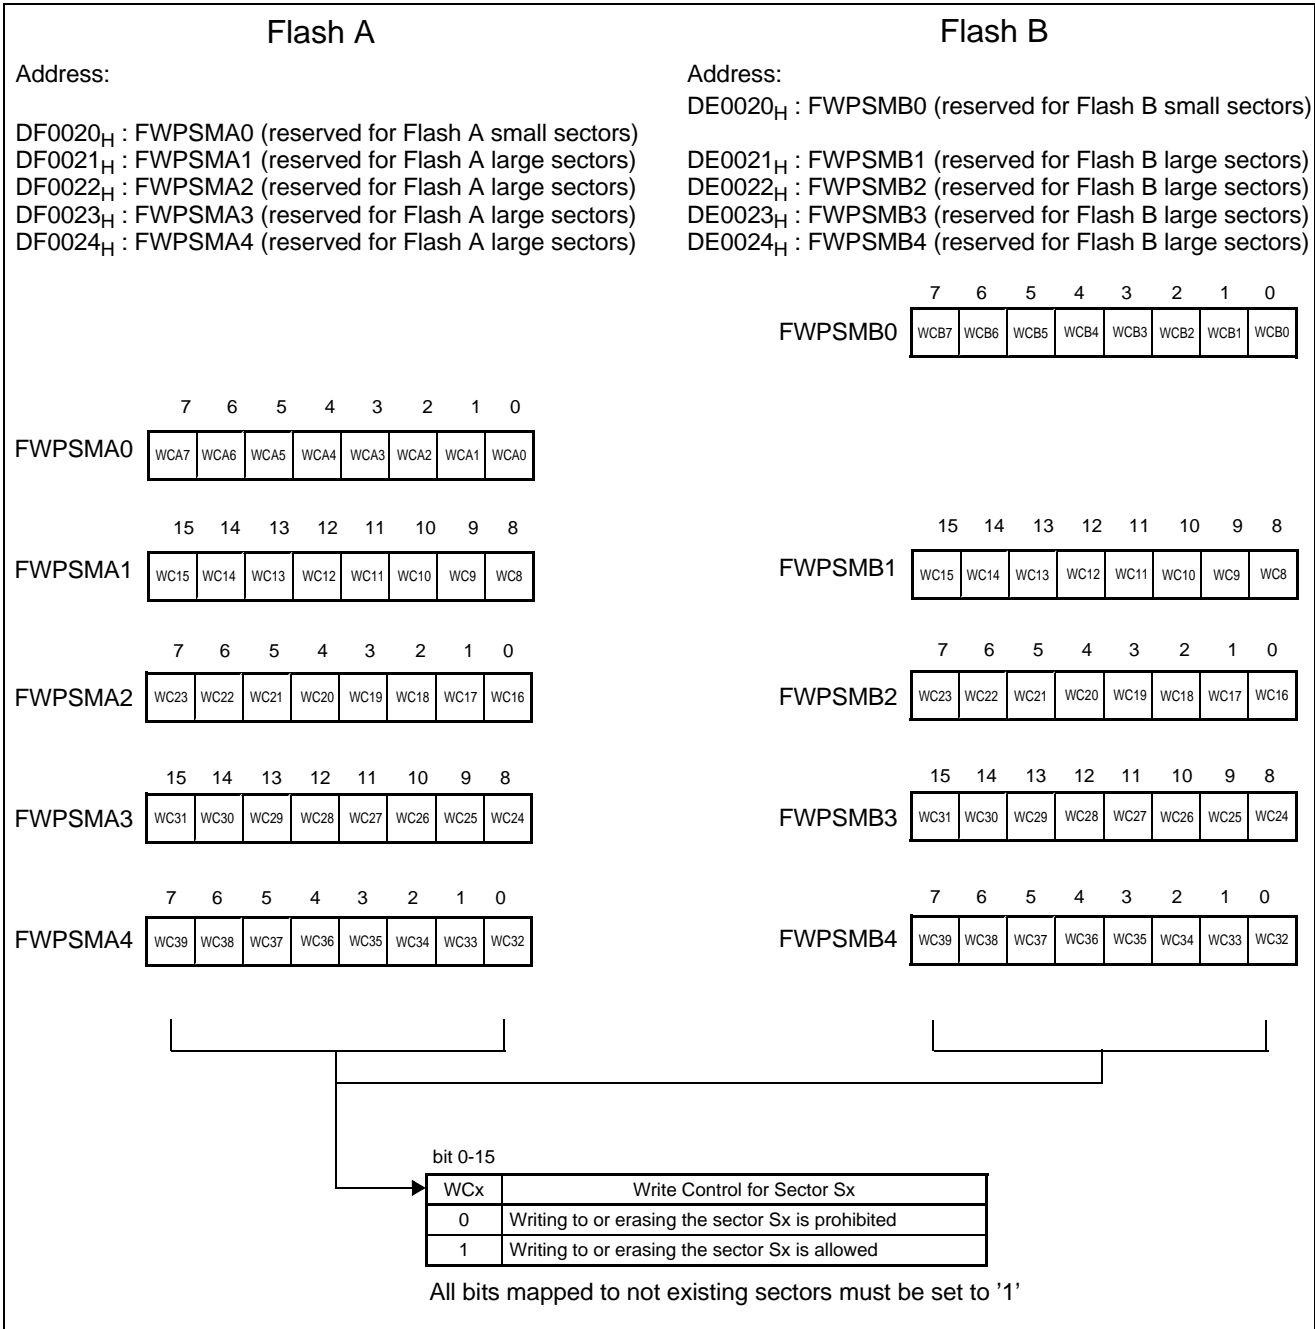 Flash A
Flash B
Address:
Address:
DE0020H : FWPSMB0 (reserved for Flash B small sectors)
DF0020H : FWPSMA0 (reserved for Flash A small sectors)
DF0021H : FWPSMA1 (reserved for Flash A large sectors)
DE0021H : FWPSMB1 (reserved for Flash B large sectors)
DF0022H : FWPSMA2 (reserved for Flash A large sectors)
DE0022H : FWPSMB2 (reserved for Flash B large sectors)
DF0023H : FWPSMA3 (reserved for Flash A large sectors)
DE0023H : FWPSMB3 (reserved for Flash B large sectors)
DF0024H : FWPSMA4 (reserved for Flash A large sectors)
DE0024H : FWPSMB4 (reserved for Flash B large sectors)
7 6 5 4 3 2 1 0
FWPSMB0 WCB7 WCB6 WCB5 WCB4 WCB3 WCB2 WCB1 WCB0
7 6 5 4 3 2 1 0
FWPSMA0 WCA7 WCA6 WCA5 WCA4 WCA3 WCA2 WCA1 WCA0
15 14 13 12 11 10 9 8
FWPSMA1 WC15 WC14 WC13 WC12 WC11 WC10 WC9 WC8
15 14 13 12 11 10 9 8
FWPSMB1 WC15 WC14 WC13 WC12 WC11 WC10 WC9 WC8
7 6 5 4 3 2 1 0
FWPSMA2 WC23 WC22 WC21 WC20 WC19 WC18 WC17 WC16
7 6 5 4 3 2 1 0
FWPSMB2 WC23 WC22 WC21 WC20 WC19 WC18 WC17 WC16
15 14 13 12 11 10 9 8
FWPSMA3 WC31 WC30 WC29 WC28 WC27 WC26 WC25 WC24
15 14 13 12 11 10 9 8
FWPSMB3 WC31 WC30 WC29 WC28 WC27 WC26 WC25 WC24
7 6 5 4 3 2 1 0
FWPSMA4 WC39 WC38 WC37 WC36 WC35 WC34 WC33 WC32
7 6 5 4 3 2 1 0
FWPSMB4 WC39 WC38 WC37 WC36 WC35 WC34 WC33 WC32
bit 0-15
WCx Write Control for Sector Sx
0 Writing to or erasing the sector Sx is prohibited
1 Writing to or erasing the sector Sx is allowed
All bits mapped to not existing sectors must be set to ’1’